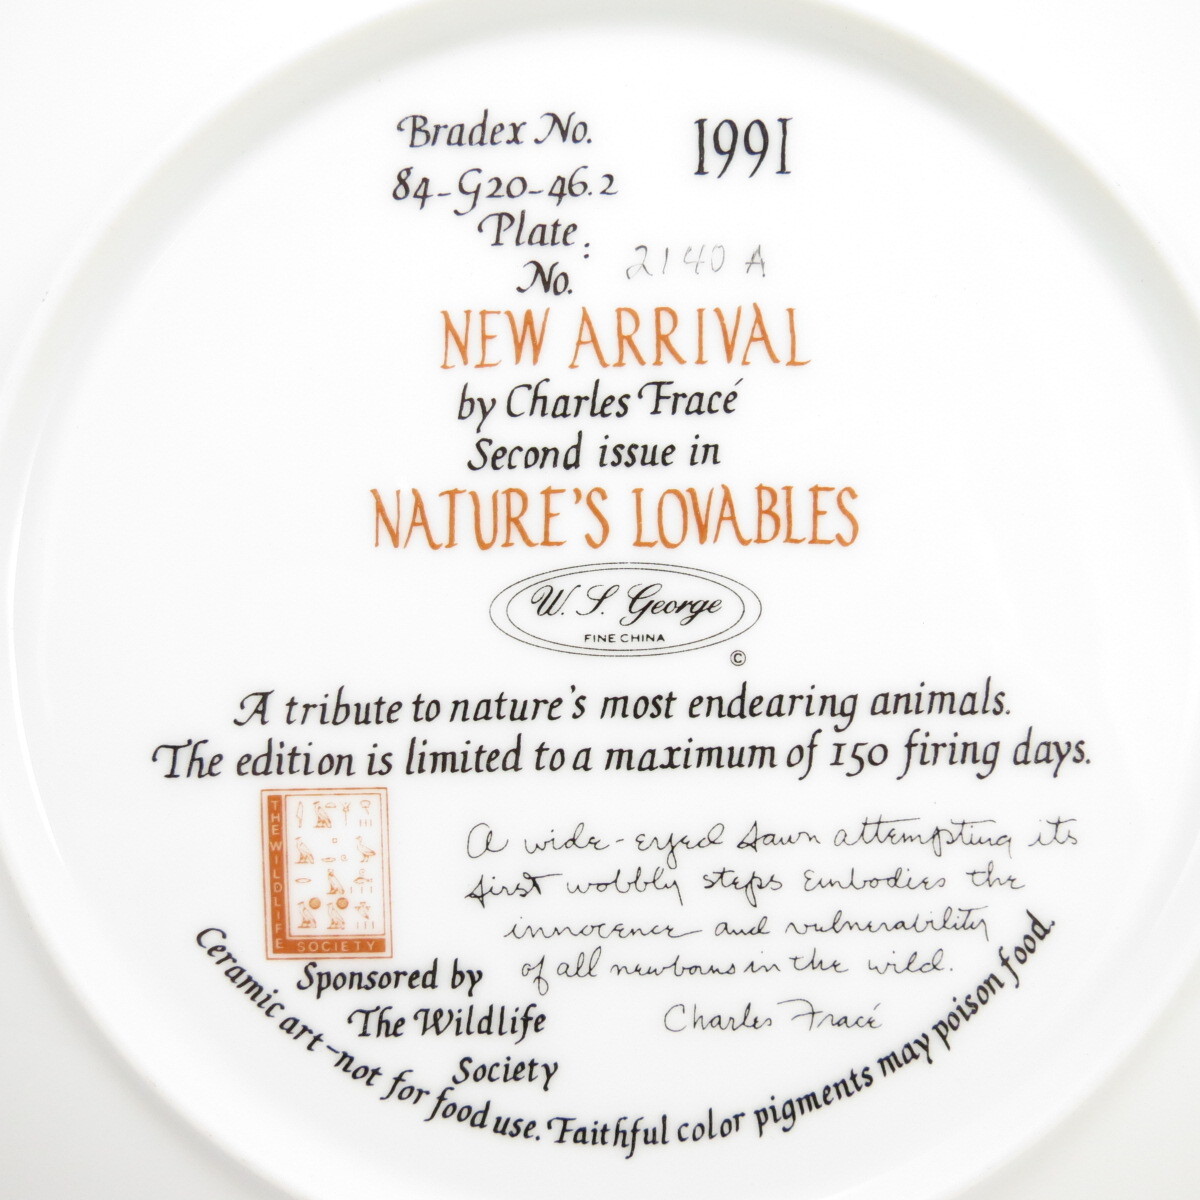 Bradex No.
84-G20-46.2
1991
Plate :
No.
2140 A
NEW ARRIVAL
by Charles Fracé
Second issue in
NATURE'S LOVABLES
W. S. George
FINE CHINA
©
A tribute to nature's most endearing animals.
The edition is limited to a maximum of 150 firing days.
THE WILDLIFE
SOCIETY
A wide-eyed fawn attempting its
first wobbly steps embodies the
innocence and vulnerability
of all newborns in the wild.
Charles Fracé
Sponsored by
The Wildlife
Society
Ceramic art-not for food use. Faithful color pigments may poison food.